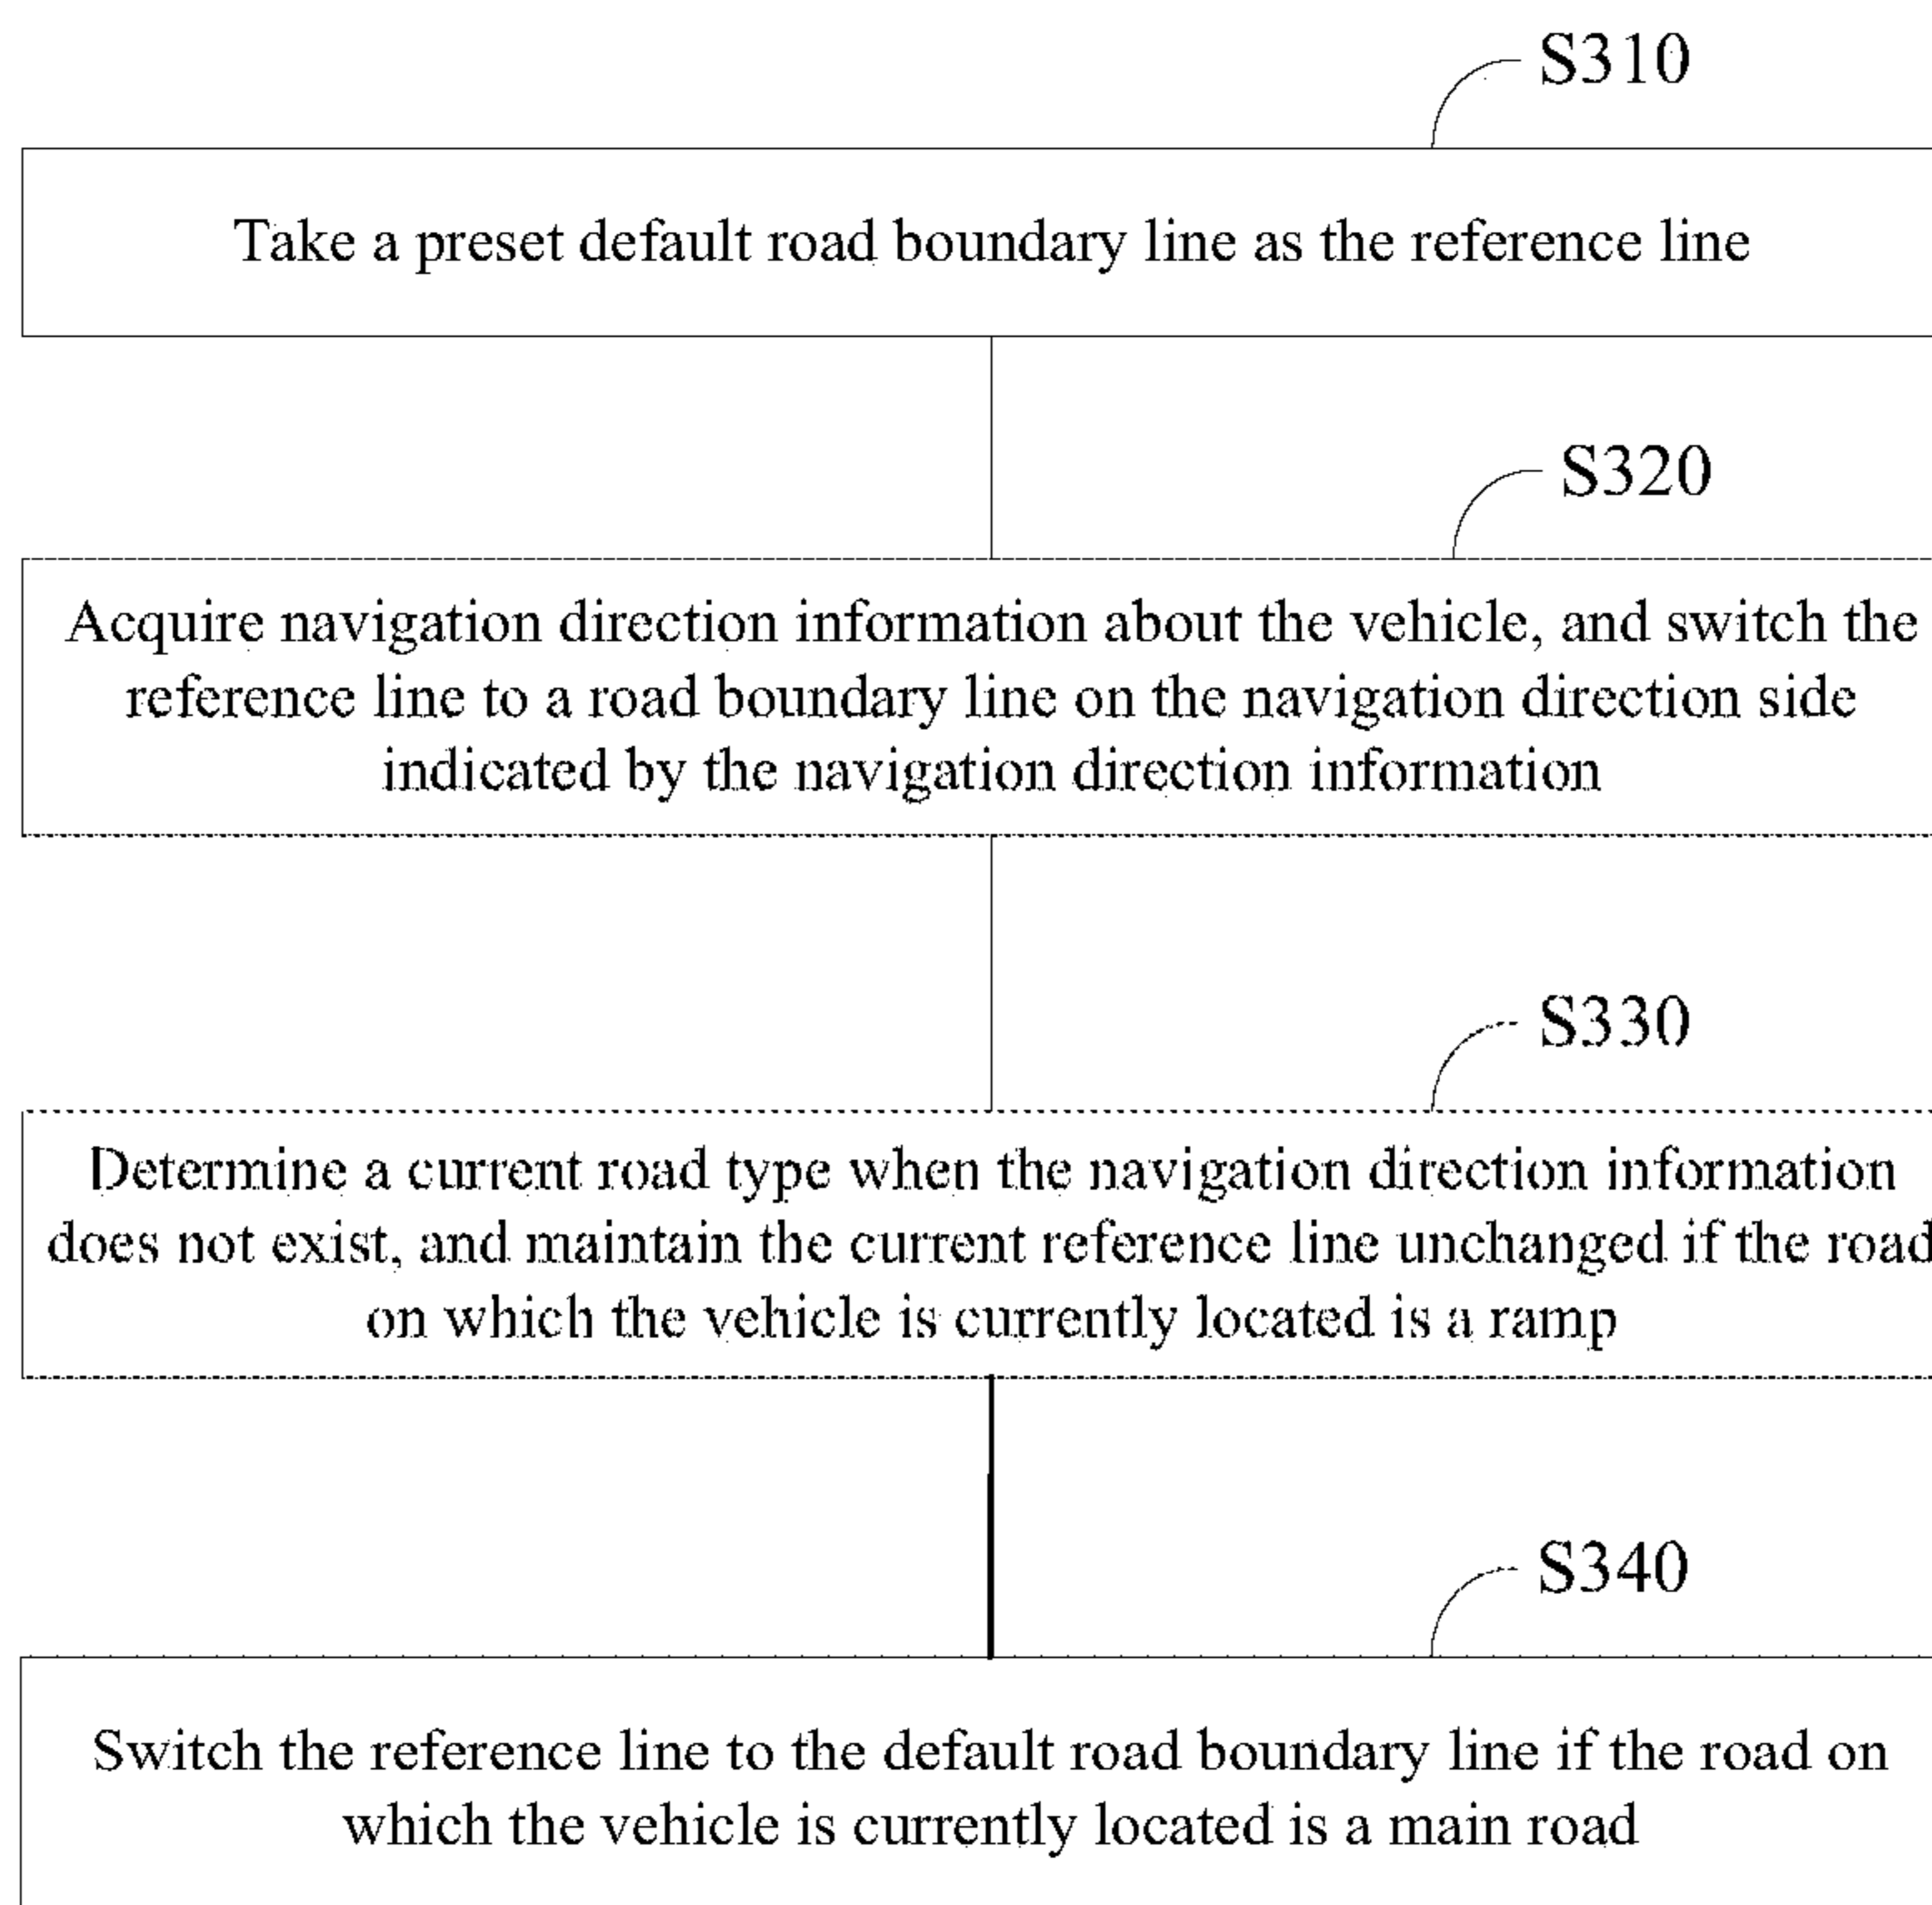 S310
Take a preset default road boundary line as the reference line
S320
Acquire navigation direction information about the vehicle, and switch the
reference line to a road boundary line on the navigation direction side
indicated by the navigation direction information
S330
Determine a current road type when the navigation direction information
does not exist, and maintain the current reference line unchanged if the road
on which the vehicle is currently located is a ramp
S340
Switch the reference line to the default road boundary line if the road on
which the vehicle is currently located is a main road